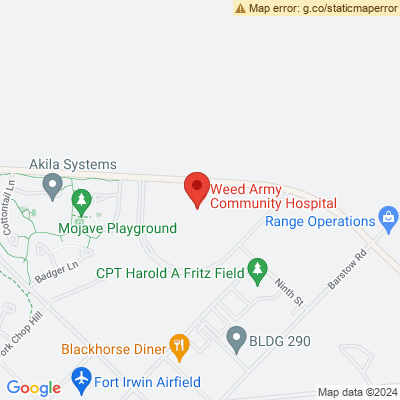 Map error: g.co/staticmaperror
Akila Systems
Cottontail Ln
Weed Army
Community Hospital
Mojave Playground
Range Operations
Badger Ln
CPT Harold A Fritz Field
Barstow Rd
Ninth St
ork Chop Hill
Blackhorse Diner
BLDG 290
Fort Irwin Airfield
Google
Map data ©2024